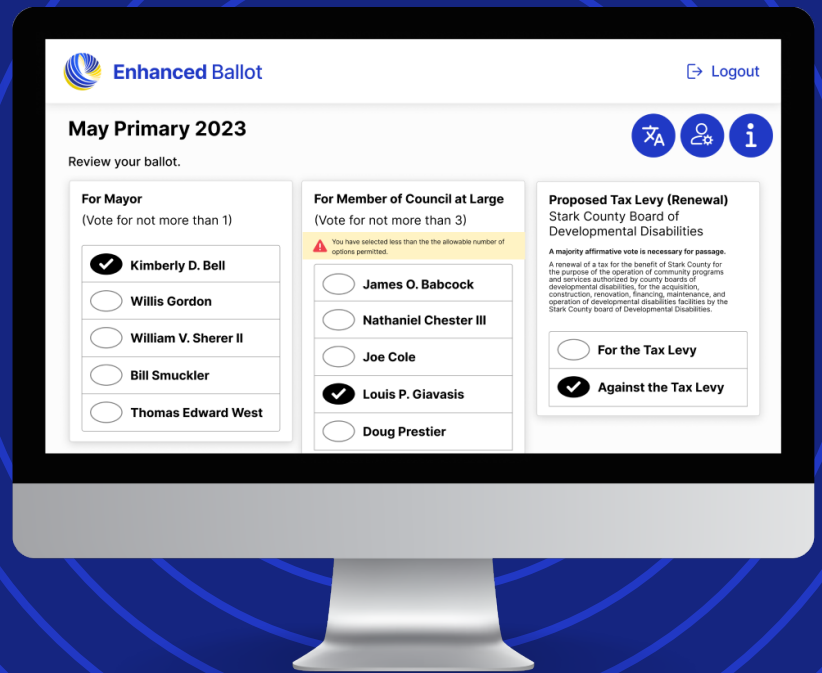 Enhanced Ballot
Logout
May Primary 2023
Review your ballot.
For Mayor
(Vote for not more than 1)
Kimberly D. Bell
Willis Gordon
William V. Sherer II
Bill Smuckler
Thomas Edward West
For Member of Council at Large
(Vote for not more than 3)
You have selected less than the the allowable number of
options permitted.
James O. Babcock
Nathaniel Chester III
Joe Cole
Louis P. Giavasis
Doug Prestier
Proposed Tax Levy (Renewal)
Stark County Board of
Developmental Disabilities
A majority affirmative vote is necessary for passage.
A renewal of a tax for the benefit of Stark County for
the purpose of the operation of community programs
and services authorized by county boards of
developmental disabilities, for the acquisition,
construction, renovation, financing, maintenance, and
operation of developmental disabilities facilities by the
Stark County board of Developmental Disabilities.
For the Tax Levy
Against the Tax Levy